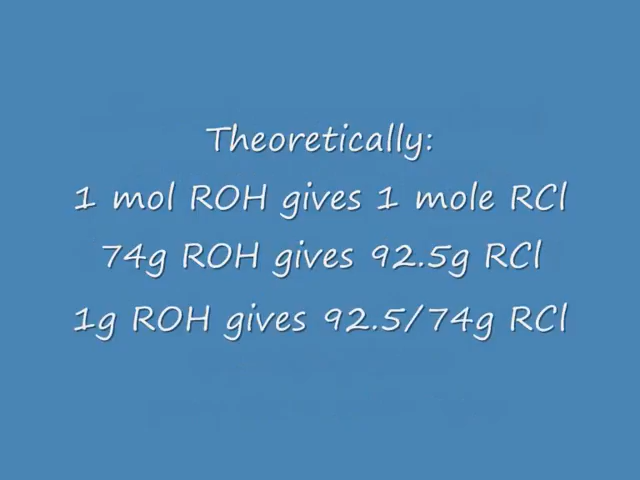 Theoretically:
1 mol ROH gives 1 mole RCl
74g ROH gives 92.5g RCl
1g ROH gives 92.5/74g RCl